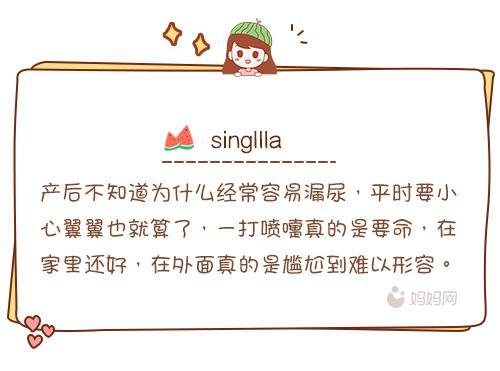 singllla
产后不知道为什么经常容易漏尿，平时要小
心翼翼也就算了，一打喷嚏真的是要命，在
家里还好，在外面真的是尴尬到难以形容。
妈妈网